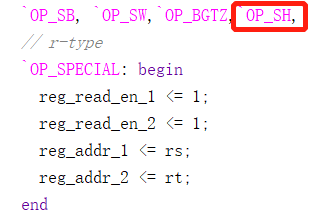 `OP_SB, `OP_SW,`OP_BGTZ,`OP_SH,
// r-type
`OP_SPECIAL: begin
reg_read_en_1 <= 1;
reg_read_en_2 <= 1;
reg_addr_1 <= rs;
reg_addr_2 <= rt;
end